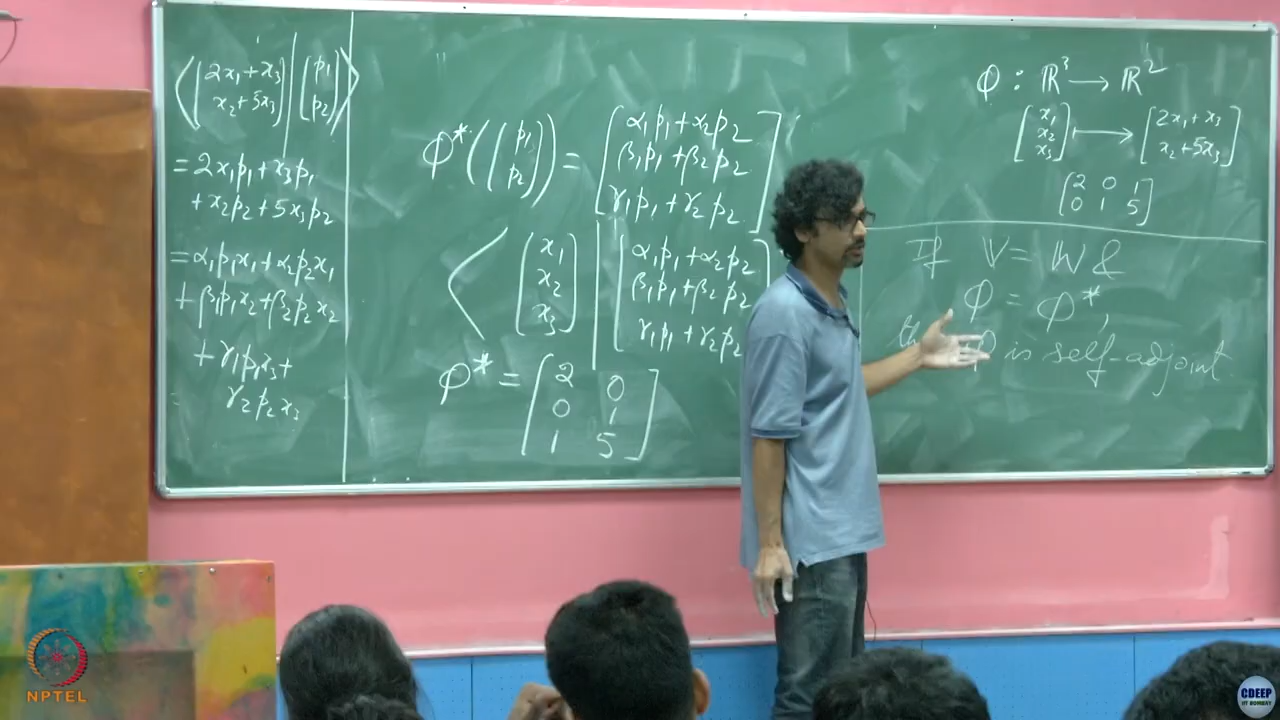 ⟨(2x₁+x₃
x₂+5x₃)|(p₁
p₂)⟩
=2x₁p₁+x₃p₁
+x₂p₂+5x₃p₂
=α₁p₁x₁+α₂p₂x₁
+β₁p₁x₂+β₂p₂x₂
+γ₁p₁x₃+
γ₂p₂x₃
φ*((p₁
p₂))=[α₁p₁+α₂p₂
β₁p₁+β₂p₂
γ₁p₁+γ₂p₂]
⟨(x₁
x₂
x₃)|[α₁p₁+α₂p₂]
β₁p₁+β₂p₂
γ₁p₁+γ₂p₂
φ*=[2 0
0 1
1 5]
φ: ℝ³→ℝ²
[x₁
x₂
x₃]↦[2x₁+x₃
x₂+5x₃]
[2 0 1
0 1 5]
If V=W &
φ=φ*,
is self-adjoint.
NPTEL
CDEEP
IIT BOMBAY